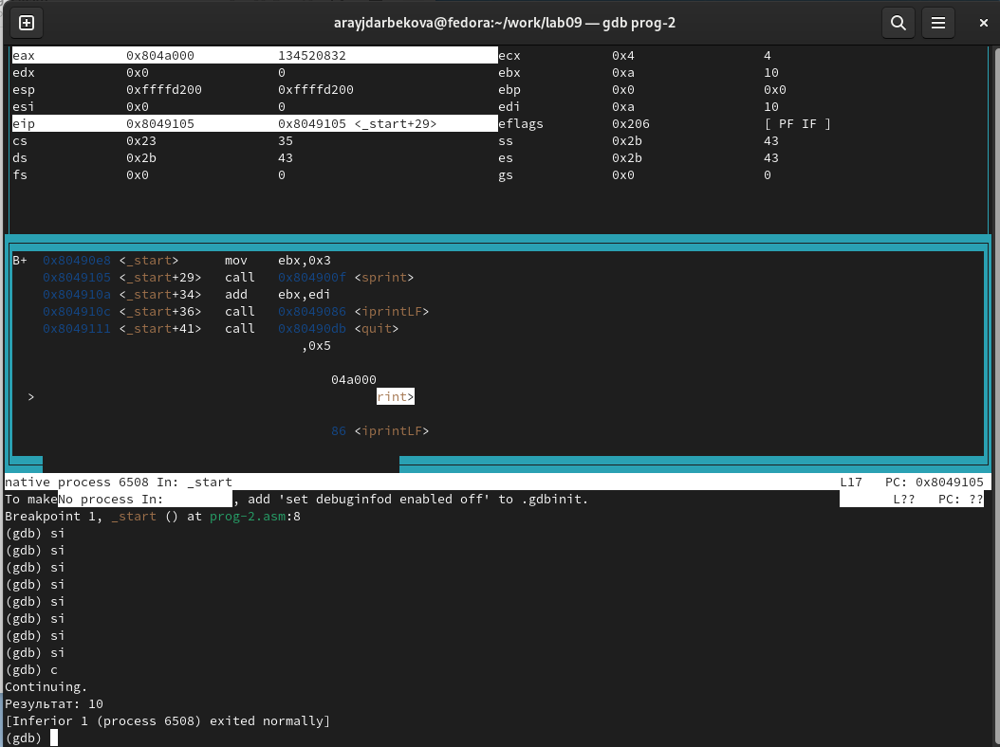 arayjdarbekova@fedora:~/work/lab09 — gdb prog-2
eax 0x804a000 134520832 ecx 0x4 4
edx 0x0 0 ebx 0xa 10
esp 0xffffd200 0xffffd200 ebp 0x0 0x0
esi 0x0 0 edi 0xa 10
eip 0x8049105 0x8049105 <_start+29> eflags 0x206 [ PF IF ]
cs 0x23 35 ss 0x2b 43
ds 0x2b 43 es 0x2b 43
fs 0x0 0 gs 0x0 0
B+ 0x80490e8 <_start> mov ebx,0x3
0x8049105 <_start+29> call 0x804900f <sprint>
0x804910a <_start+34> add ebx,edi
0x804910c <_start+36> call 0x8049086 <iprintLF>
0x8049111 <_start+41> call 0x80490db <quit>
,0x5
04a000
> rint>
86 <iprintLF>
native process 6508 In: _start L17 PC: 0x8049105
To makeNo process In: , add 'set debuginfod enabled off' to .gdbinit. L?? PC: ??
Breakpoint 1, _start () at prog-2.asm:8
(gdb) si
(gdb) si
(gdb) si
(gdb) si
(gdb) si
(gdb) si
(gdb) si
(gdb) si
(gdb) c
Continuing.
Результат: 10
[Inferior 1 (process 6508) exited normally]
(gdb)